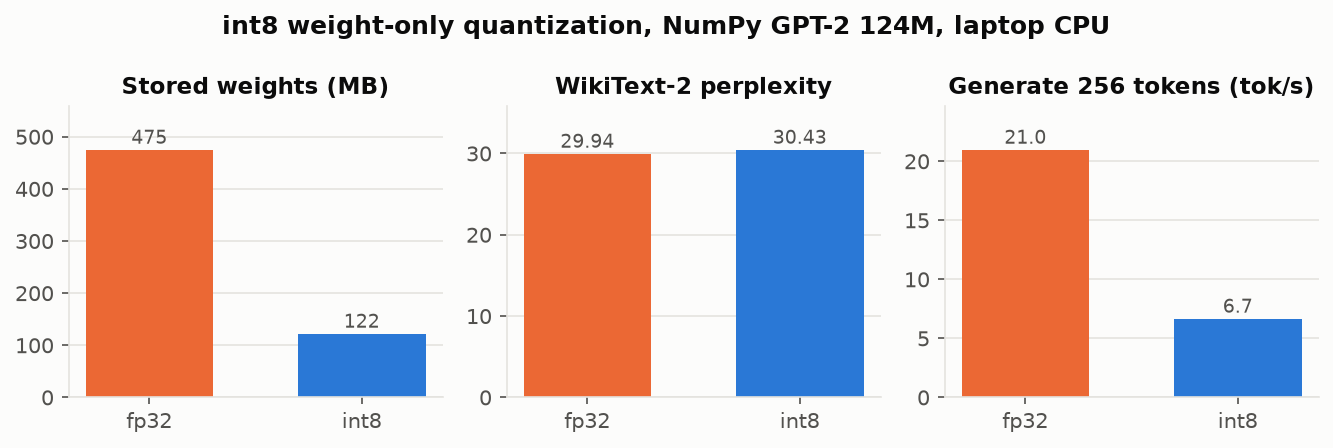 int8 weight-only quantization, NumPy GPT-2 124M, laptop CPU
Stored weights (MB)
500
400
300
200
100
0
475
122
fp32
int8
WikiText-2 perplexity
30
20
10
0
29.94
30.43
fp32
int8
Generate 256 tokens (tok/s)
20
15
10
5
0
21.0
6.7
fp32
int8